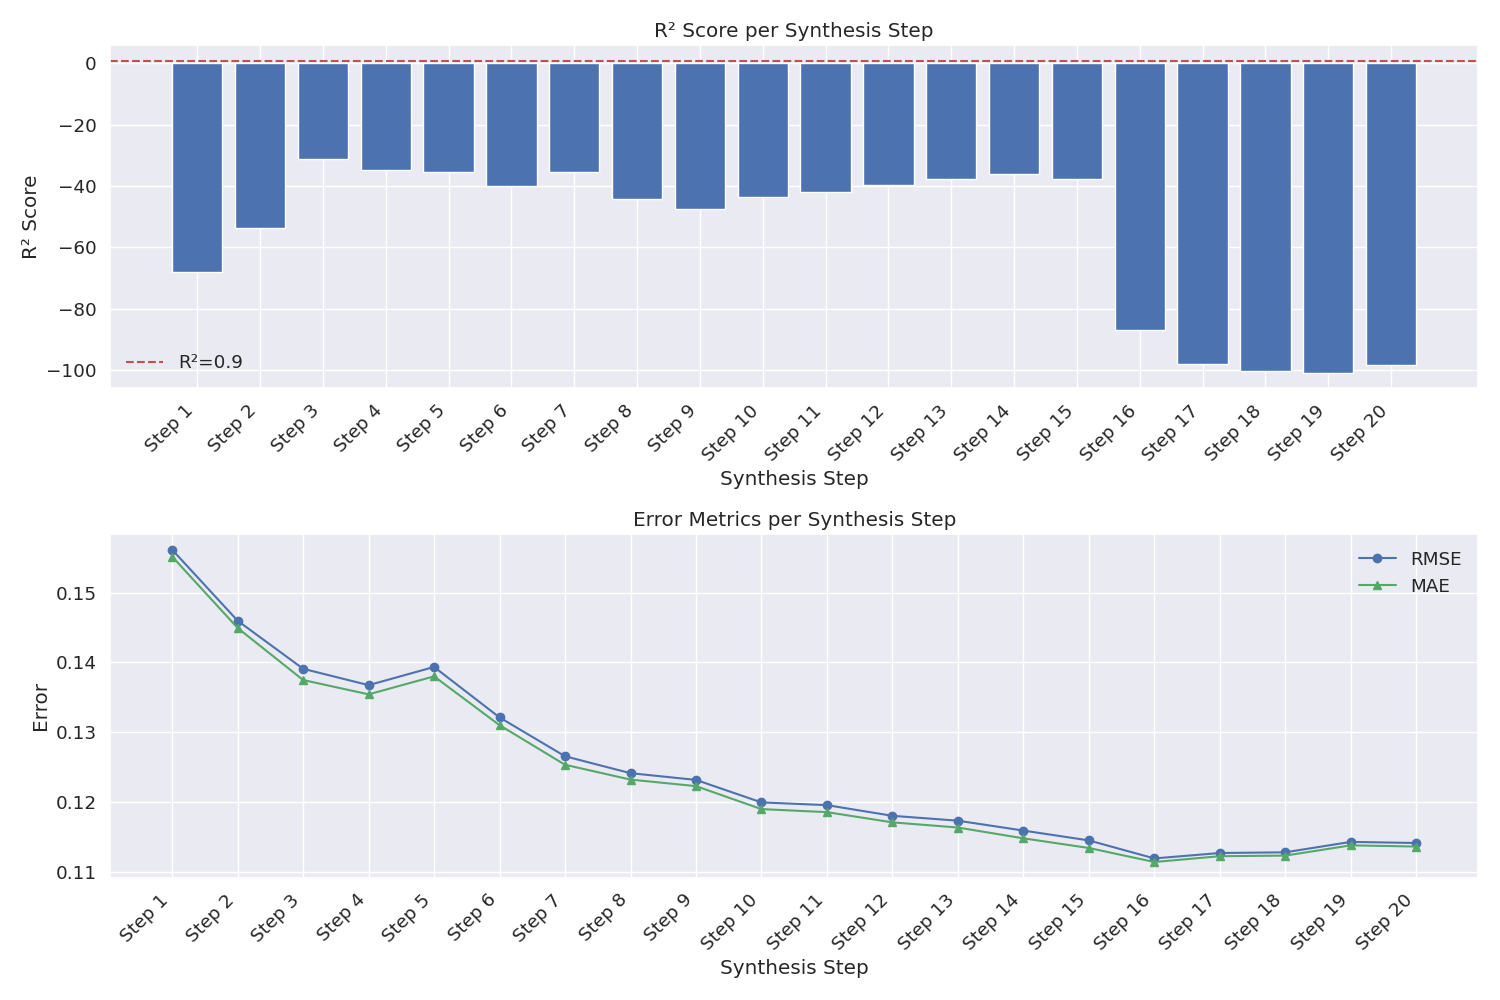 R² Score per Synthesis Step
R² Score
0
−20
−40
−60
−80
−100
R²=0.9
Step 1
Step 2
Step 3
Step 4
Step 5
Step 6
Step 7
Step 8
Step 9
Step 10
Step 11
Step 12
Step 13
Step 14
Step 15
Step 16
Step 17
Step 18
Step 19
Step 20
Synthesis Step
Error Metrics per Synthesis Step
Error
RMSE
MAE
0.15
0.14
0.13
0.12
0.11
Step 1
Step 2
Step 3
Step 4
Step 5
Step 6
Step 7
Step 8
Step 9
Step 10
Step 11
Step 12
Step 13
Step 14
Step 15
Step 16
Step 17
Step 18
Step 19
Step 20
Synthesis Step